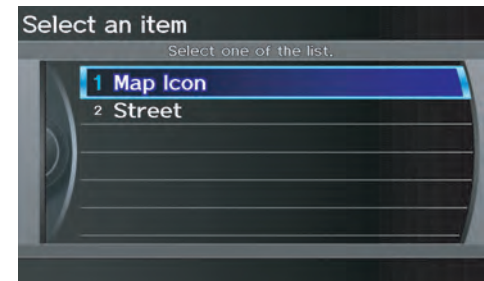 Select an item
Select one of the list.
1 Map Icon
2 Street